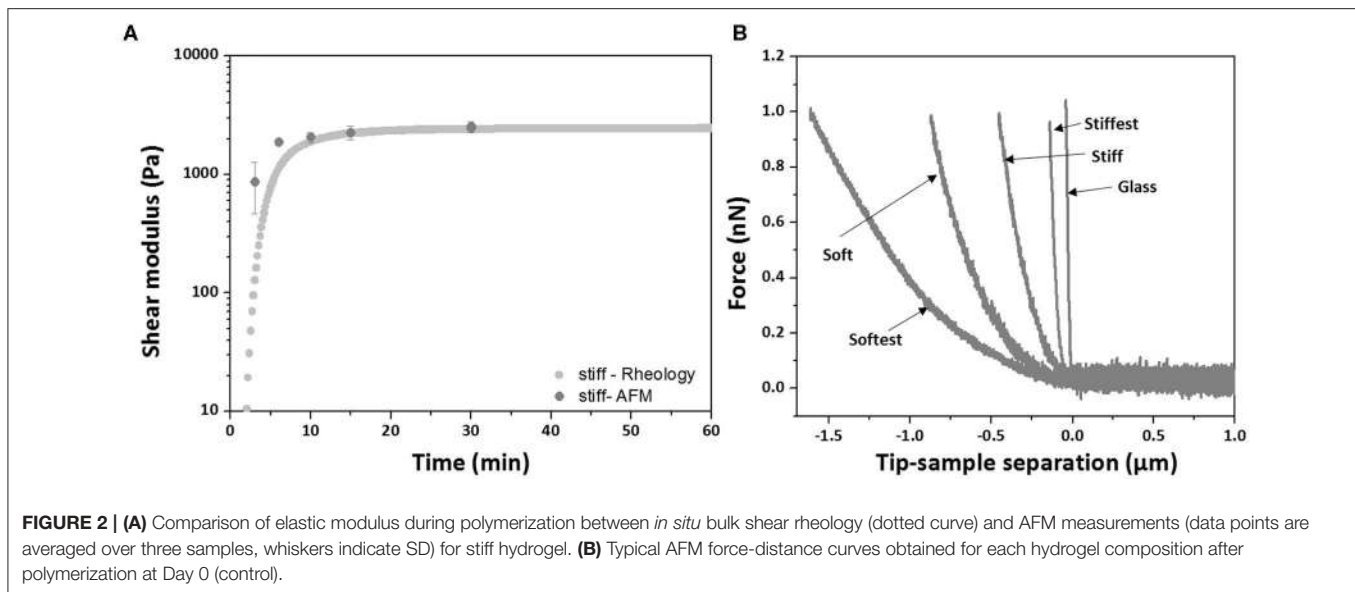 A
10000
1000
100
10
Shear modulus (Pa)
stiff - Rheology
stiff- AFM
0 10 20 30 40 50 60
Time (min)
B
1.0
0.8
0.6
0.4
0.2
0.0
Force (nN)
Stiffest
Stiff
Glass
Soft
Softest
-1.5 -1.0 -0.5 0.0 0.5 1.0
Tip-sample separation (µm)
FIGURE 2 | (A) Comparison of elastic modulus during polymerization between in situ bulk shear rheology (dotted curve) and AFM measurements (data points are
averaged over three samples, whiskers indicate SD) for stiff hydrogel. (B) Typical AFM force-distance curves obtained for each hydrogel composition after
polymerization at Day 0 (control).